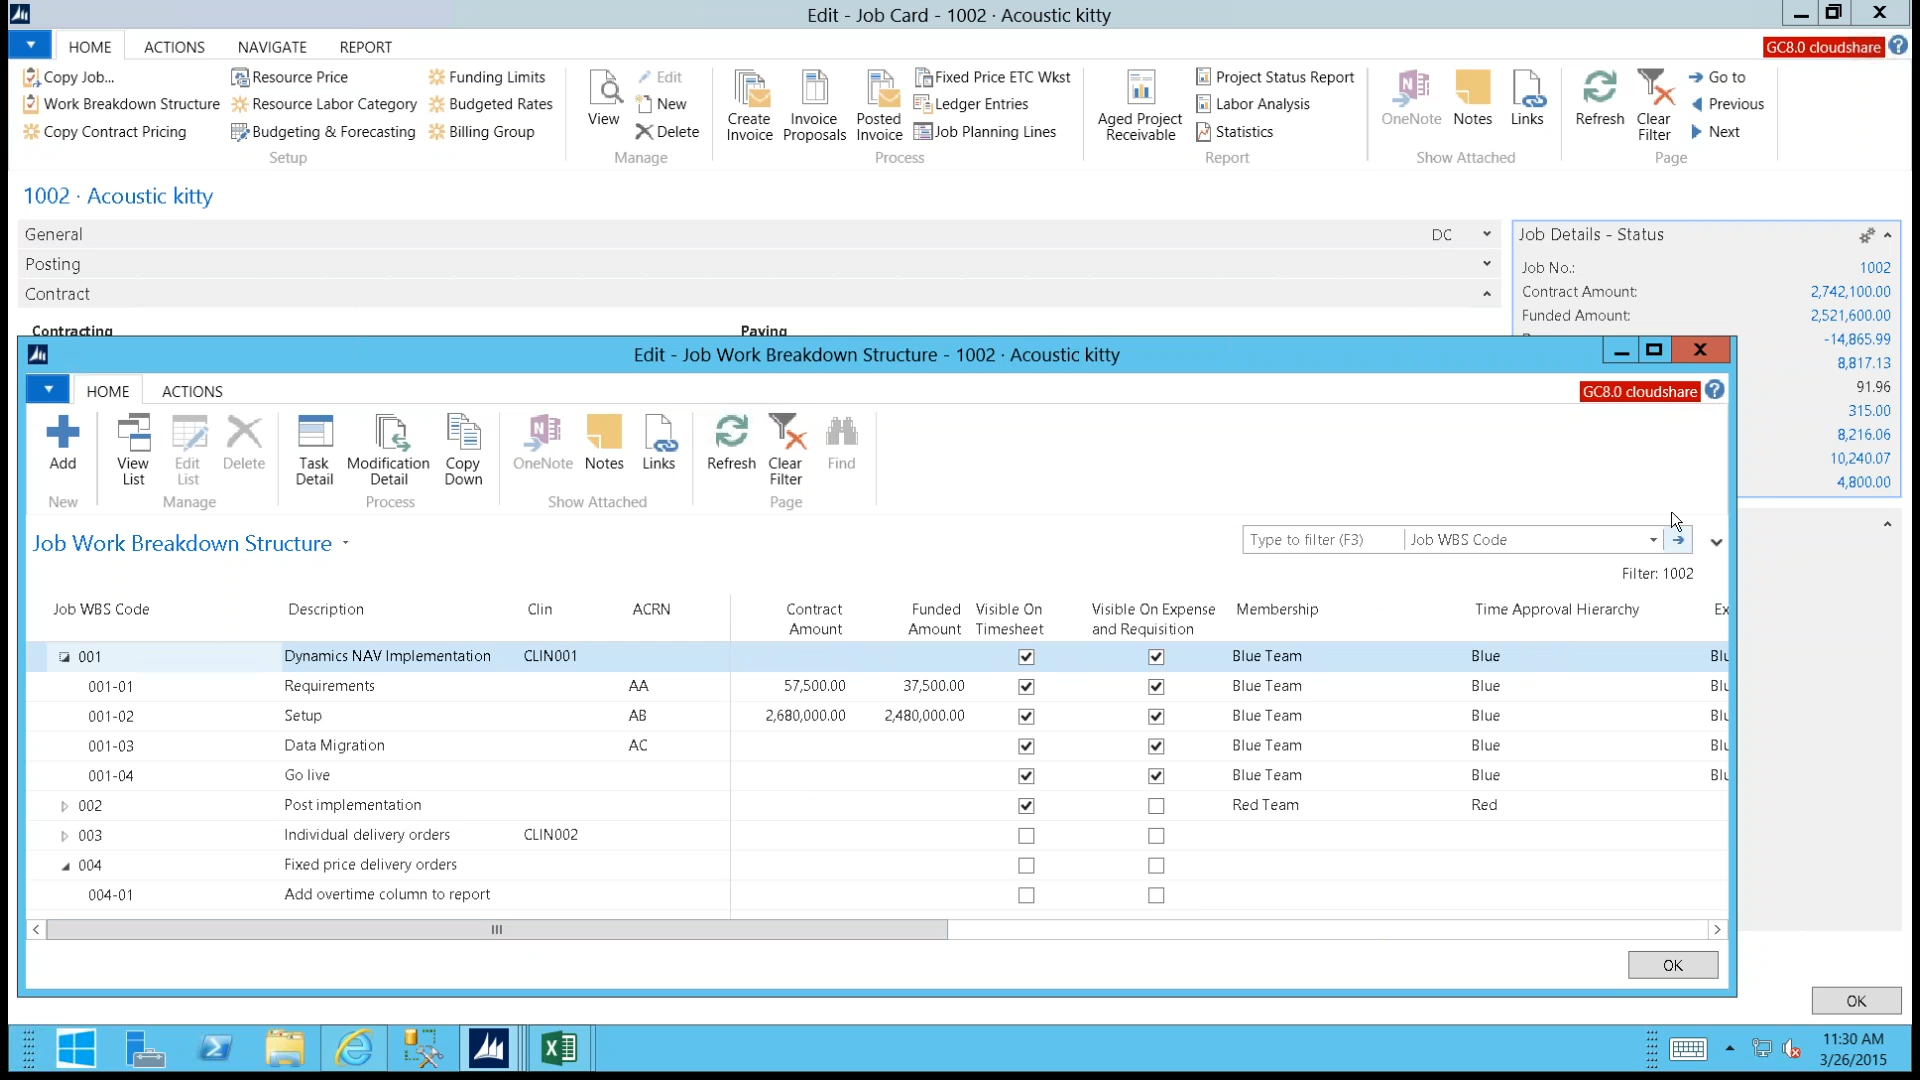 Edit - Job Card - 1002 · Acoustic kitty
HOME ACTIONS NAVIGATE REPORT
GC8.0 cloudshare
Copy Job... Resource Price Funding Limits
Work Breakdown Structure Resource Labor Category Budgeted Rates
Copy Contract Pricing Budgeting & Forecasting Billing Group
Setup
View Edit New Delete
Manage
Create Invoice Invoice Proposals Posted Invoice
Fixed Price ETC Wkst
Ledger Entries
Job Planning Lines
Process
Aged Project Receivable
Project Status Report
Labor Analysis
Statistics
Report
OneNote Notes Links
Show Attached
Refresh Clear Filter
Go to
Previous
Next
Page
1002 · Acoustic kitty
General DC
Posting
Contract
Contracting Paying
Job Details - Status
Job No.: 1002
Contract Amount: 2,742,100.00
Funded Amount: 2,521,600.00
-14,865.99
8,817.13
91.96
315.00
8,216.06
10,240.07
4,800.00
Edit - Job Work Breakdown Structure - 1002 · Acoustic kitty
HOME ACTIONS
GC8.0 cloudshare
Add
New
View List Edit List Delete
Manage
Task Detail Modification Detail Copy Down
Process
OneNote Notes Links
Show Attached
Refresh Clear Filter Find
Page
Job Work Breakdown Structure
Type to filter (F3) Job WBS Code
Filter: 1002
Job WBS Code Description Clin ACRN Contract Amount Funded Amount Visible On Timesheet Visible On Expense and Requisition Membership Time Approval Hierarchy Ex
001 Dynamics NAV Implementation CLIN001 Blue Team Blue Blu
001-01 Requirements AA 57,500.00 37,500.00 Blue Team Blue Blu
001-02 Setup AB 2,680,000.00 2,480,000.00 Blue Team Blue Blu
001-03 Data Migration AC Blue Team Blue Blu
001-04 Go live Blue Team Blue Blu
002 Post implementation Red Team Red
003 Individual delivery orders CLIN002
004 Fixed price delivery orders
004-01 Add overtime column to report
OK
OK
11:30 AM
3/26/2015